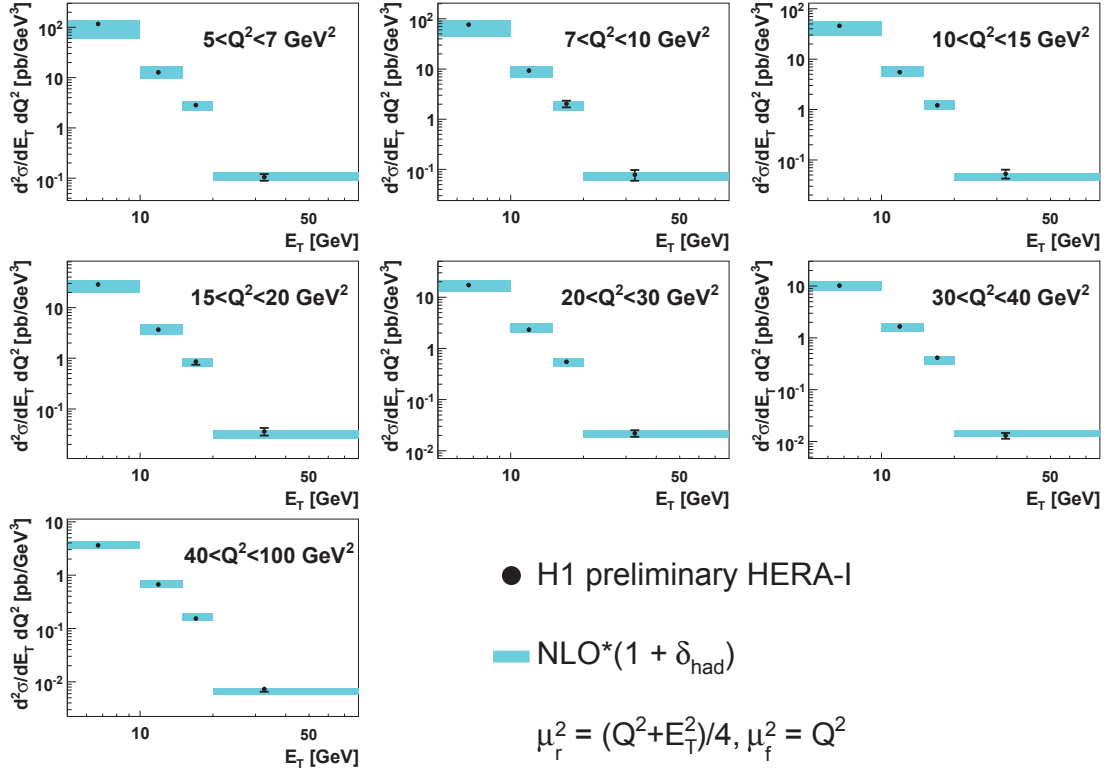 d²σ/dE_T dQ² [pb/GeV³]
10²
10
1
10⁻¹
5<Q²<7 GeV²
10
50
E_T [GeV]
d²σ/dE_T dQ² [pb/GeV³]
10²
10
1
10⁻¹
7<Q²<10 GeV²
10
50
E_T [GeV]
d²σ/dE_T dQ² [pb/GeV³]
10²
10
1
10⁻¹
10<Q²<15 GeV²
10
50
E_T [GeV]
d²σ/dE_T dQ² [pb/GeV³]
10
1
10⁻¹
15<Q²<20 GeV²
10
50
E_T [GeV]
d²σ/dE_T dQ² [pb/GeV³]
10
1
10⁻¹
10⁻²
20<Q²<30 GeV²
10
50
E_T [GeV]
d²σ/dE_T dQ² [pb/GeV³]
10
1
10⁻¹
10⁻²
30<Q²<40 GeV²
10
50
E_T [GeV]
d²σ/dE_T dQ² [pb/GeV³]
10
1
10⁻¹
10⁻²
40<Q²<100 GeV²
10
50
E_T [GeV]
H1 preliminary HERA-I
NLO*(1 + δ_had)
μ_r² = (Q²+E_T²)/4, μ_f² = Q²